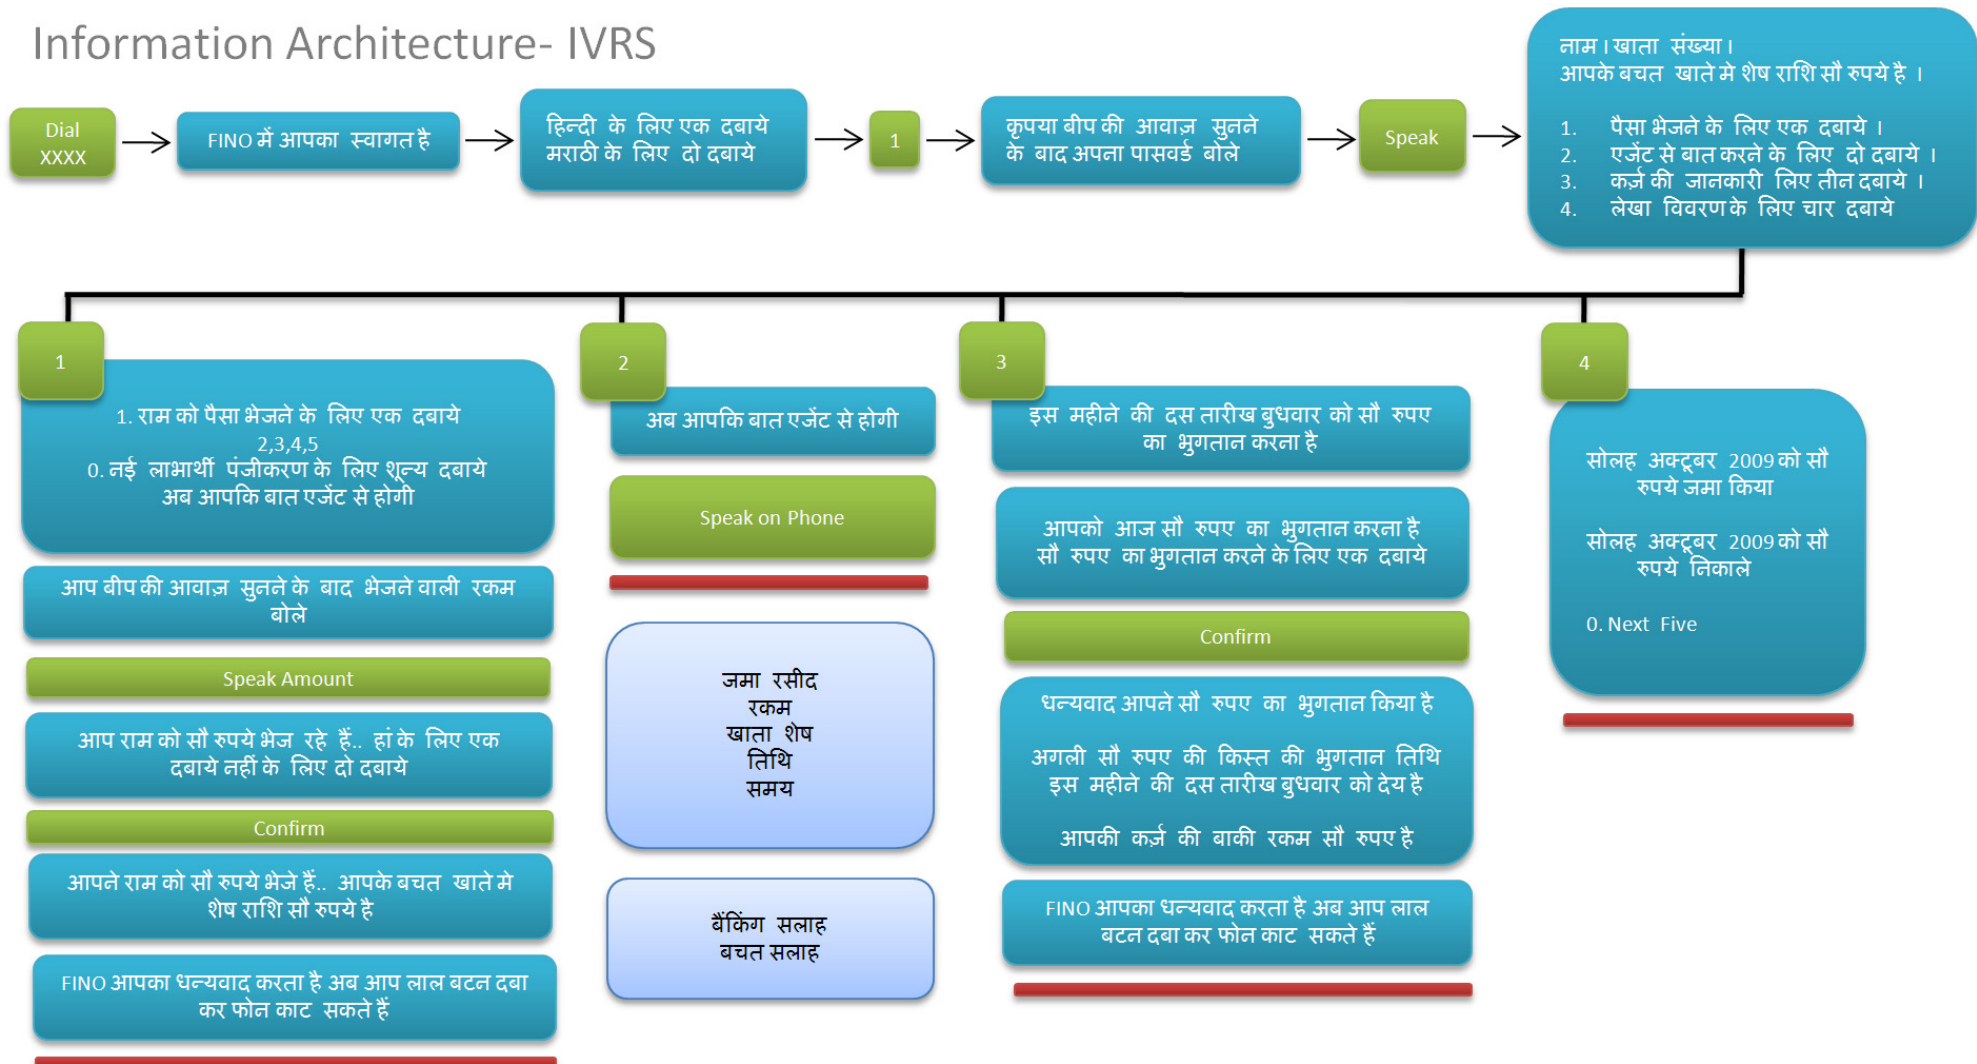 Information Architecture- IVRS
Dial
XXXX
FINO में आपका स्वागत है
हिन्दी के लिए एक दबाये
मराठी के लिए दो दबाये
1
कृपया बीप की आवाज़ सुनने
के बाद अपना पासवर्ड बोले
Speak
नाम। खाता संख्या।
आपके बचत खाते मे शेष राशि सौ रुपये है ।
1. पैसा भेजने के लिए एक दबाये ।
2. एजेंट से बात करने के लिए दो दबाये ।
3. कर्ज़ की जानकारी लिए तीन दबाये ।
4. लेखा विवरण के लिए चार दबाये
1
1. राम को पैसा भेजने के लिए एक दबाये
2,3,4,5
0. नई लाभार्थी पंजीकरण के लिए शून्य दबाये
अब आपकि बात एजेंट से होगी
आप बीप की आवाज़ सुनने के बाद भेजने वाली रकम
बोले
Speak Amount
आप राम को सौ रुपये भेज रहे हैं.. हां के लिए एक
दबाये नहीं के लिए दो दबाये
Confirm
आपने राम को सौ रुपये भेजे हैं.. आपके बचत खाते मे
शेष राशि सौ रुपये है
FINO आपका धन्यवाद करता है अब आप लाल बटन दबा
कर फोन काट सकते हैं
2
अब आपकि बात एजेंट से होगी
Speak on Phone
जमा रसीद
रकम
खाता शेष
तिथि
समय
बैंकिंग सलाह
बचत सलाह
3
इस महीने की दस तारीख बुधवार को सौ रुपए
का भुगतान करना है
आपको आज सौ रुपए का भुगतान करना है
सौ रुपए का भुगतान करने के लिए एक दबाये
Confirm
धन्यवाद आपने सौ रुपए का भुगतान किया है
अगली सौ रुपए की किस्त की भुगतान तिथि
इस महीने की दस तारीख बुधवार को देय है
आपकी कर्ज़ की बाकी रकम सौ रुपए है
FINO आपका धन्यवाद करता है अब आप लाल
बटन दबा कर फोन काट सकते हैं
4
सोलह अक्टूबर 2009 को सौ
रुपये जमा किया
सोलह अक्टूबर 2009 को सौ
रुपये निकाले
0. Next Five